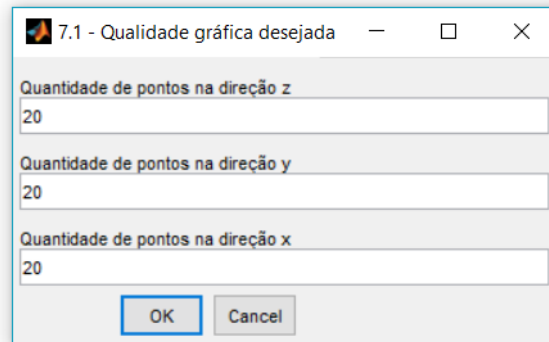 7.1 - Qualidade gráfica desejada
Quantidade de pontos na direção z
20
Quantidade de pontos na direção y
20
Quantidade de pontos na direção x
20
OK Cancel